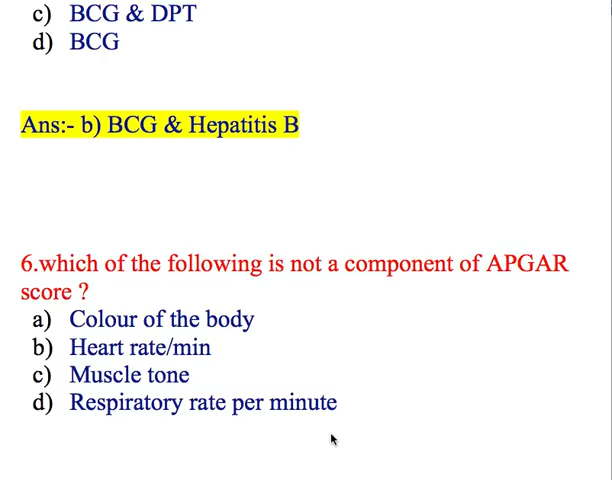 c) BCG & DPT
d) BCG
Ans:- b) BCG & Hepatitis B
6.which of the following is not a component of APGAR
score ?
a) Colour of the body
b) Heart rate/min
c) Muscle tone
d) Respiratory rate per minute